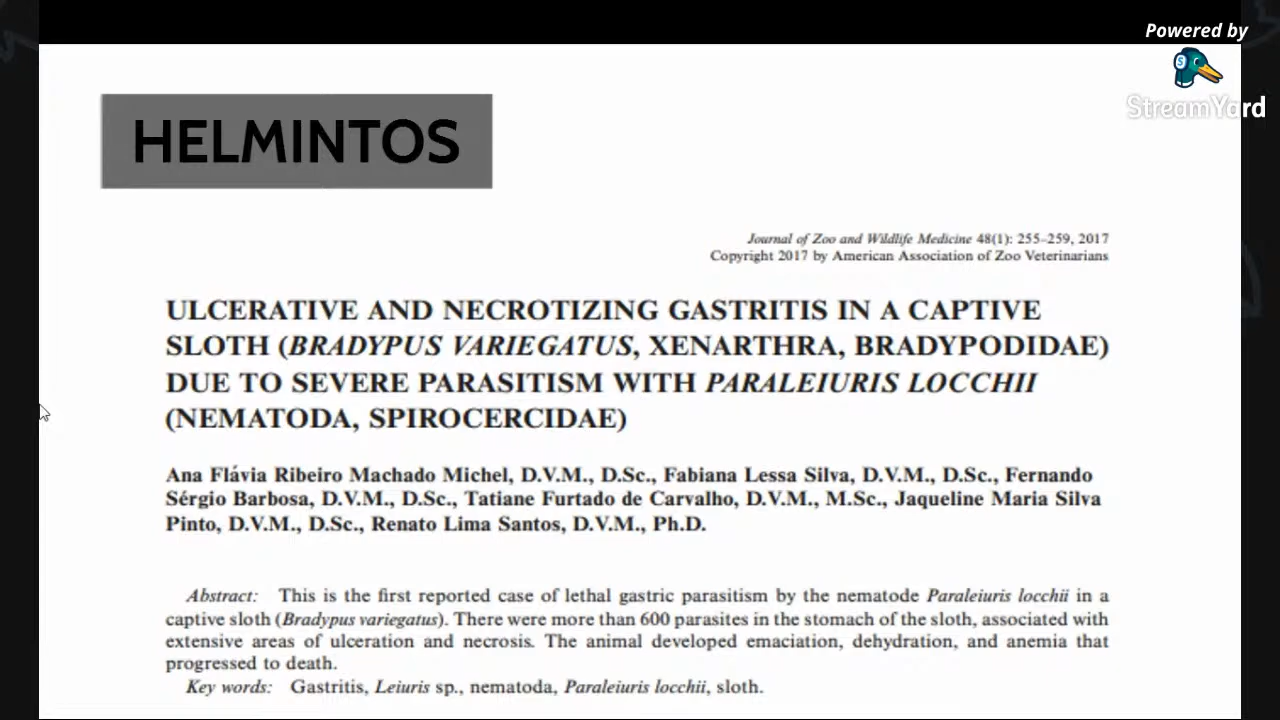 Powered by
StreamYard
HELMINTOS
Journal of Zoo and Wildlife Medicine 48(1): 255–259, 2017
Copyright 2017 by American Association of Zoo Veterinarians
ULCERATIVE AND NECROTIZING GASTRITIS IN A CAPTIVE
SLOTH (BRADYPUS VARIEGATUS, XENARTHRA, BRADYPODIDAE)
DUE TO SEVERE PARASITISM WITH PARALEIURIS LOCCHII
(NEMATODA, SPIROCERCIDAE)
Ana Flávia Ribeiro Machado Michel, D.V.M., D.Sc., Fabiana Lessa Silva, D.V.M., D.Sc., Fernando
Sérgio Barbosa, D.V.M., D.Sc., Tatiane Furtado de Carvalho, D.V.M., M.Sc., Jaqueline Maria Silva
Pinto, D.V.M., D.Sc., Renato Lima Santos, D.V.M., Ph.D.
Abstract: This is the first reported case of lethal gastric parasitism by the nematode Paraleiuris locchii in a
captive sloth (Bradypus variegatus). There were more than 600 parasites in the stomach of the sloth, associated with
extensive areas of ulceration and necrosis. The animal developed emaciation, dehydration, and anemia that
progressed to death.
Key words: Gastritis, Leiuris sp., nematoda, Paraleiuris locchii, sloth.